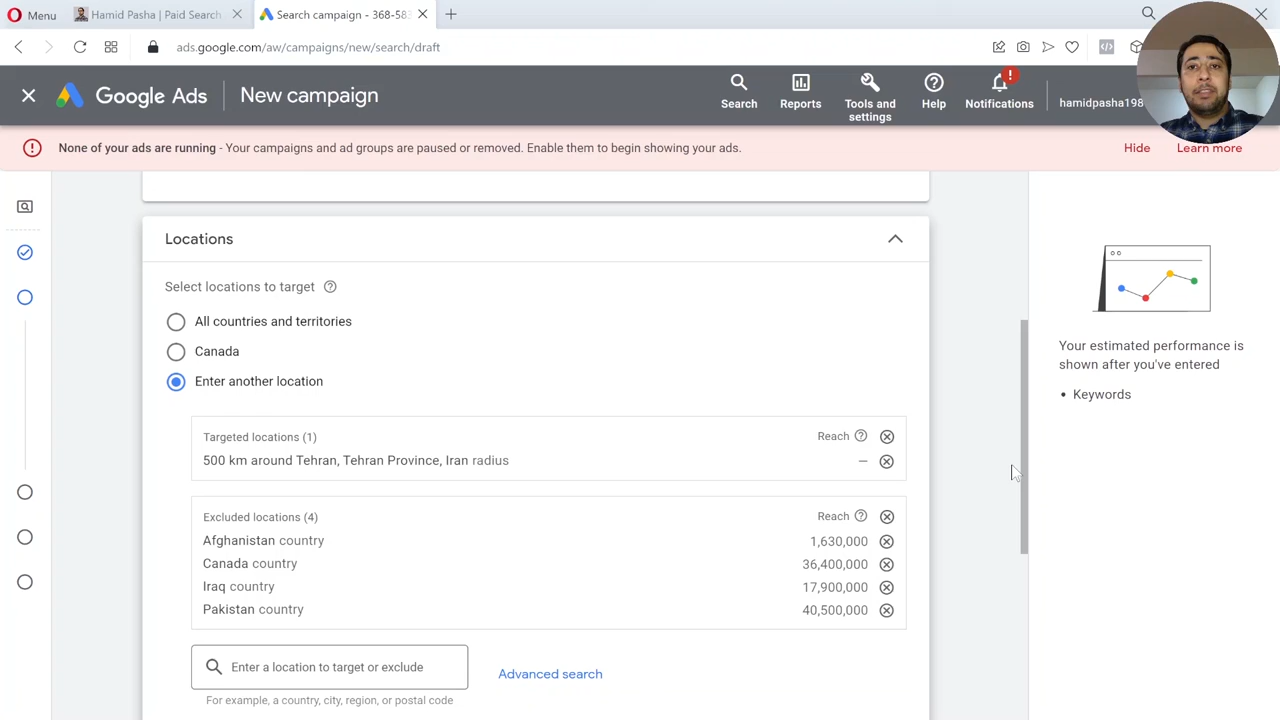 Menu
Hamid Pasha | Paid Search
Search campaign - 368-583
ads.google.com/aw/campaigns/new/search/draft
Google Ads
New campaign
Search
Reports
Tools and settings
Help
Notifications
hamidpasha198
None of your ads are running - Your campaigns and ad groups are paused or removed. Enable them to begin showing your ads.
Hide
Learn more
Locations
Select locations to target
All countries and territories
Canada
Enter another location
Targeted locations (1) Reach
500 km around Tehran, Tehran Province, Iran radius –
Excluded locations (4) Reach
Afghanistan country 1,630,000
Canada country 36,400,000
Iraq country 17,900,000
Pakistan country 40,500,000
Enter a location to target or exclude
Advanced search
For example, a country, city, region, or postal code
Your estimated performance is
shown after you've entered
• Keywords